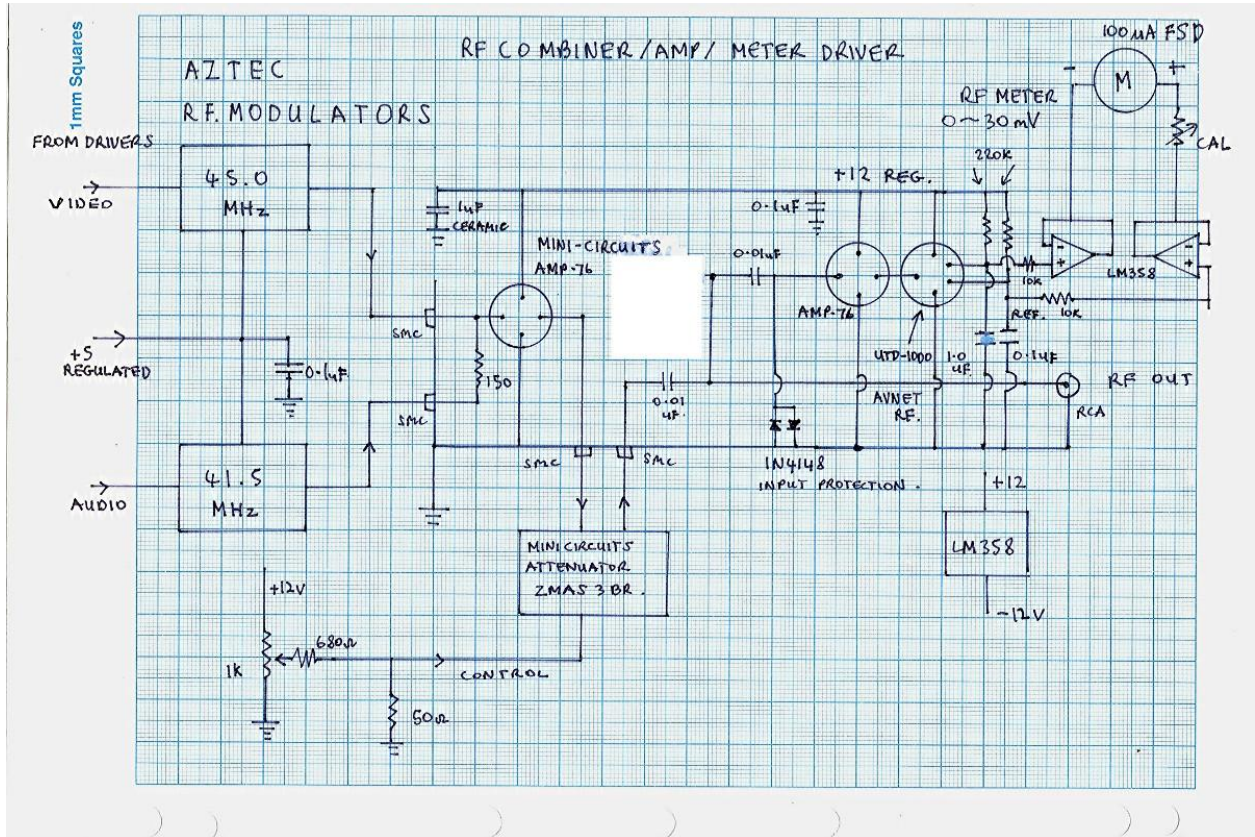 1mm Squares
RF COMBINER/AMP/ METER DRIVER
AZTEC
RF. MODULATORS
100uA FSD
-
+
M
RF METER
0~30mV
CAL
FROM DRIVERS
VIDEO
45.0
MHz
220K
+12 REG.
1uF
CERAMIC
0.1uF
MINI-CIRCUITS
AMP-76
0.01uF
-
+
-
+
LM358
10K
10K
REF.
AMP-76
UTD-1000
1.0
uF.
0.1uF
SMC
+5
REGULATED
0.1uF
150
SMC
0.01
uF.
AVNET
RF.
RF OUT
RCA
SMC
SMC
1N4148
INPUT PROTECTION.
41.5
MHz
AUDIO
+12
LM358
-12V
MINICIRCUITS
ATTENUATOR
ZMAS 3 BR.
+12V
680Ω
1K
CONTROL
50Ω